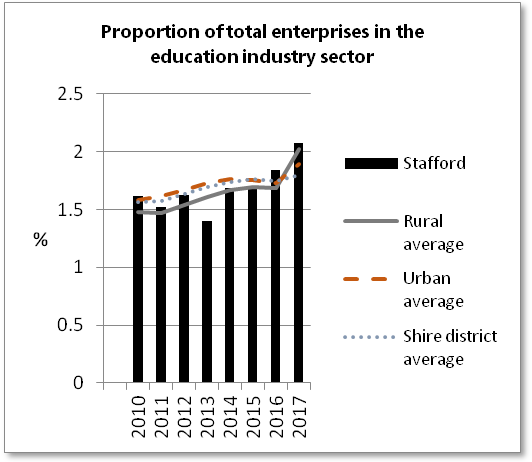 Proportion of total enterprises in the
education industry sector
2.5
2
1.5
1
0.5
0
%
2010
2011
2012
2013
2014
2015
2016
2017
Stafford
Rural
average
Urban
average
Shire district
average